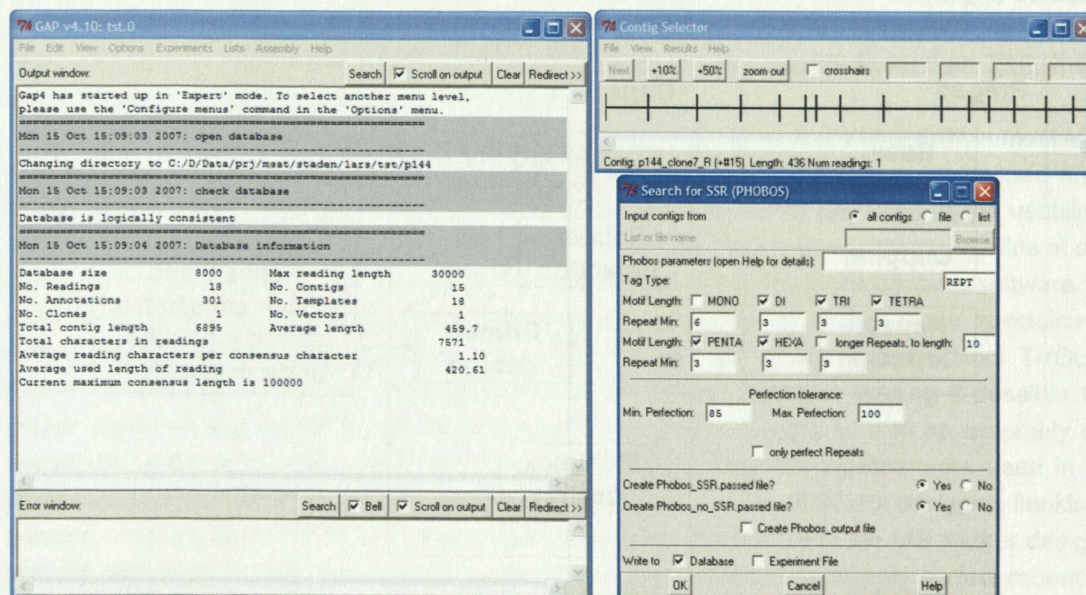 GAP v4.10: tst.0
File Edit View Options Experiments Lists Assembly Help
Output window: Search Scroll on output Clear Redirect >>
Gap4 has started up in 'Expert' mode. To select another menu level,
please use the 'Configure menus' command in the 'Options' menu.
Mon 15 Oct 15:09:03 2007: open database
Changing directory to C:/D/Data/prj/msat/staden/lars/tst/p144
Mon 15 Oct 15:09:03 2007: check database
Database is logically consistent
Mon 15 Oct 15:09:04 2007: Database information
Database size 8000 Max reading length 30000
No. Readings 18 No. Contigs 15
No. Annotations 301 No. Templates 18
No. Clones 1 No. Vectors
Total contig length 6895 Average length 459.7
Total characters in readings 7571
Average reading characters per consensus character 1.10
Average used length of reading 420.61
Current maximum consensus length is 100000
Error window: Search Bell Scroll on output Clear Redirect >>
Contig Selector
File View Results Help
Next +10% +50% zoom out crosshairs
Contig: p144_clone7_R (+#15) Length: 436 Num readings: 1
Search for SSR (PHOBOS)
Input contigs from all contigs file list
List or file name Browse
Phobos parameters (open Help for details):
Tag Type: REPT
Motif Length: MONO DI TRI TETRA
Repeat Min: 6 3 3 3
Motif Length: PENTA HEXA longer Repeats, to length: 10
Repeat Min: 3 3 3
Perfection tolerance:
Min. Perfection: 85 Max. Perfection: 100
only perfect Repeats
Create Phobos_SSR.passed file? Yes No
Create Phobos_no_SSR.passed file? Yes No
Create Phobos_output file
Write to Database Experiment File
OK Cancel Help